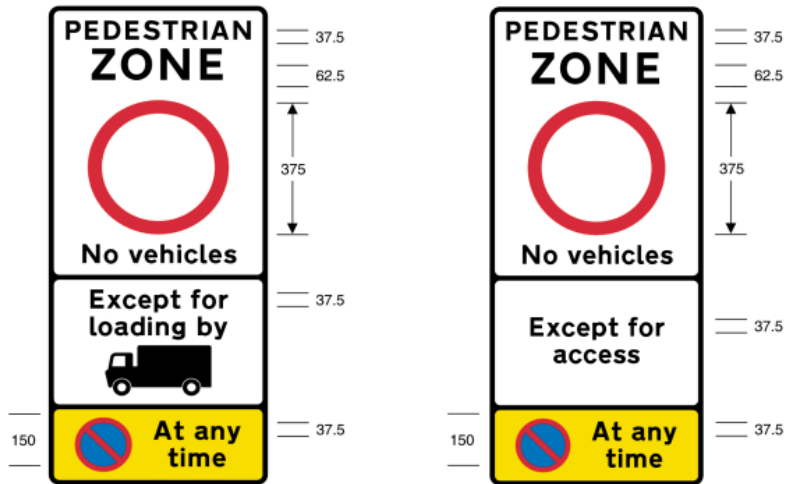 PEDESTRIAN
ZONE
No vehicles
Except for
loading by
At any
time
37.5
62.5
375
37.5
150
37.5
PEDESTRIAN
ZONE
No vehicles
Except for
access
At any
time
37.5
62.5
375
37.5
150
37.5